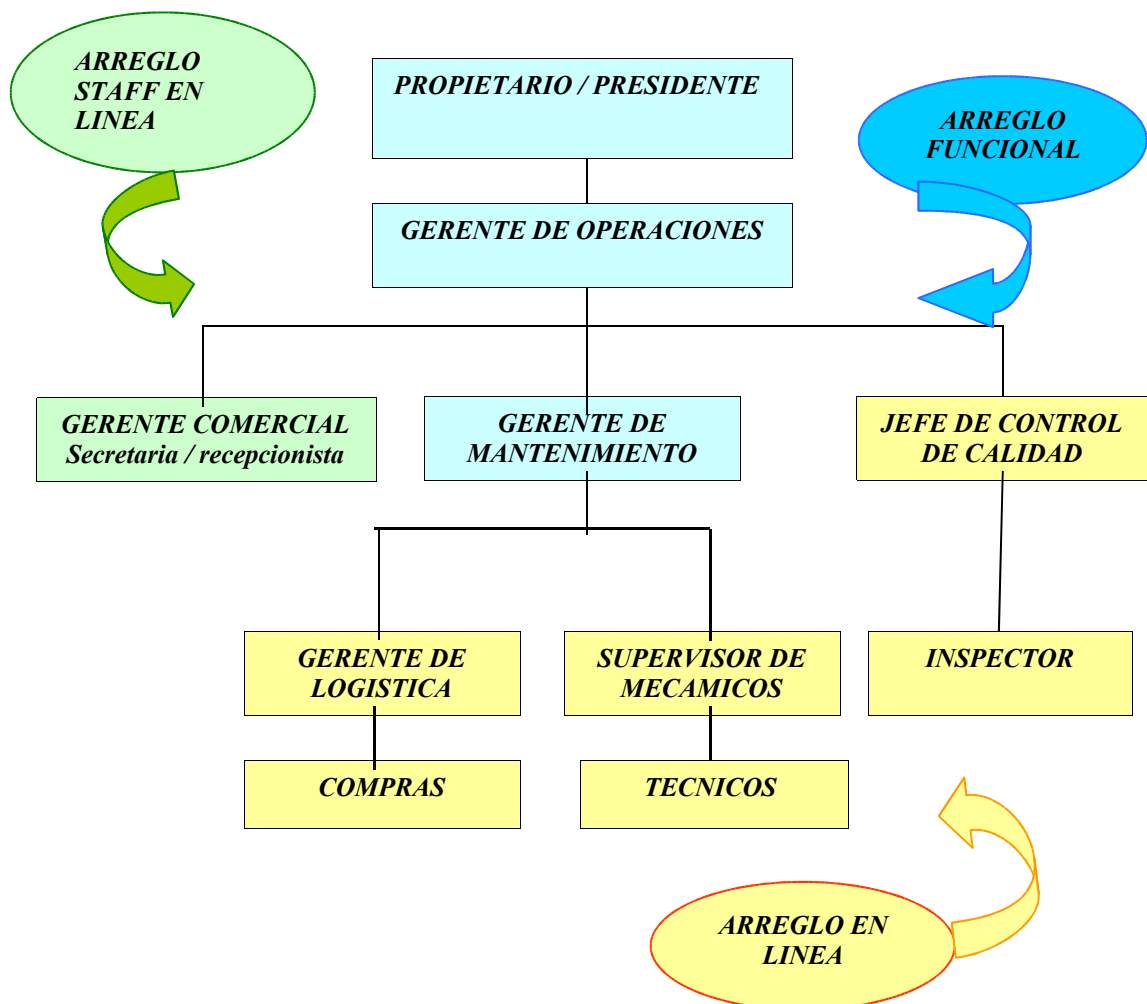 ARREGLO
STAFF EN
LINEA
PROPIETARIO / PRESIDENTE
ARREGLO
FUNCIONAL
GERENTE DE OPERACIONES
GERENTE COMERCIAL
Secretaria / recepcionista
GERENTE DE
MANTENIMIENTO
JEFE DE CONTROL
DE CALIDAD
GERENTE DE
LOGISTICA
SUPERVISOR DE
MECAMICOS
INSPECTOR
COMPRAS
TECNICOS
ARREGLO EN
LINEA